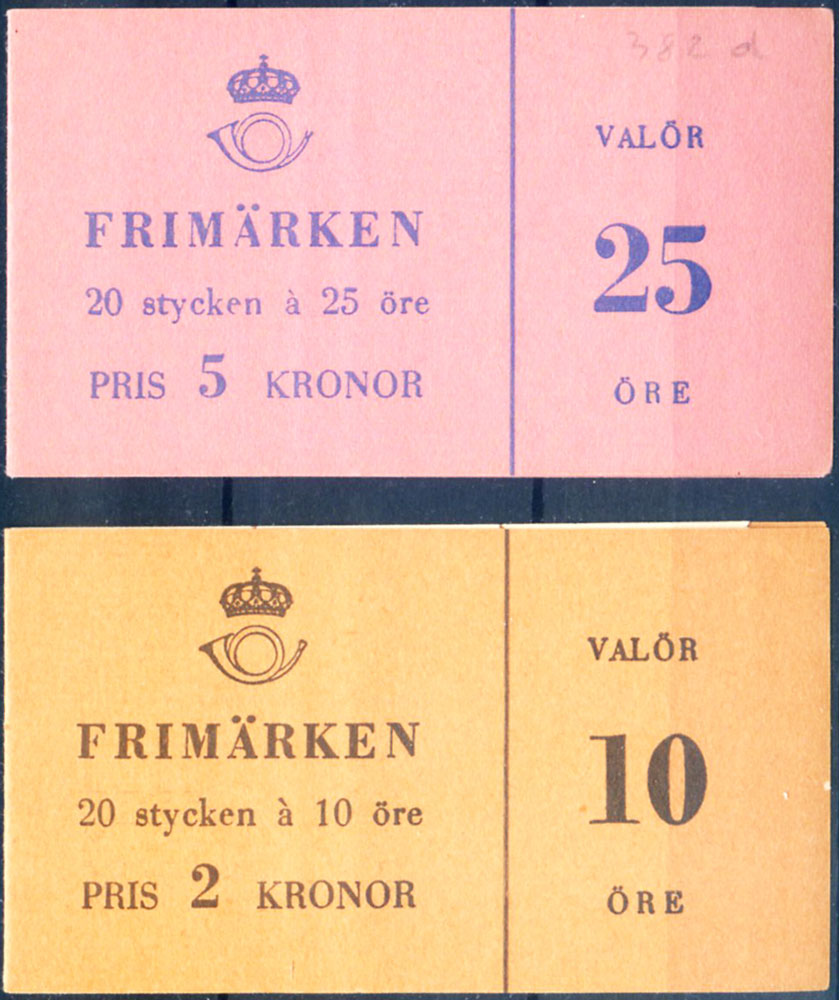 382 d
FRIMÄRKEN
20 stycken à 25 öre
PRIS 5 KRONOR
VALÖR
25
ÖRE
FRIMÄRKEN
20 stycken à 10 öre
PRIS 2 KRONOR
VALÖR
10
ÖRE